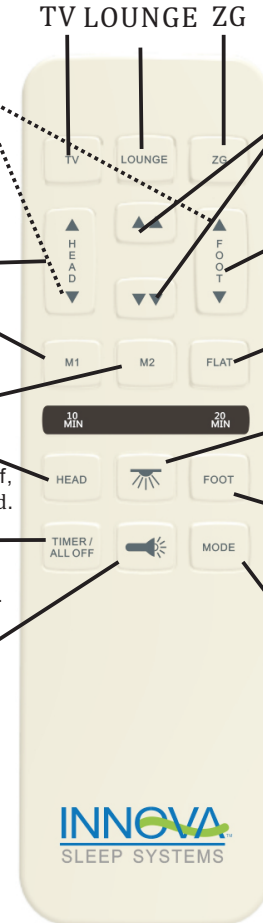 TV LOUNGE ZG
TV
LOUNGE
ZG
HEAD
FOOT
M1
M2
FLAT
10
MIN
20
MIN
HEAD
FOOT
f,
d.
TIMER /
ALL OFF
MODE
INNOVA
SLEEP SYSTEMS